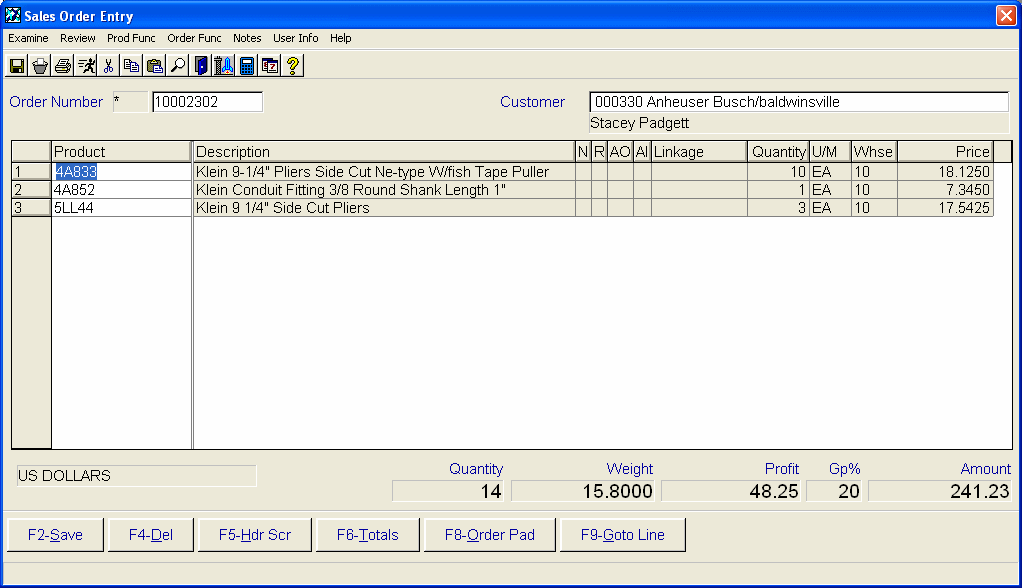 Sales Order Entry
Examine Review Prod Func Order Func Notes User Info Help
Order Number * 10002302 Customer 000330 Anheuser Busch/baldwinsville
Stacey Padgett
Product Description N R AO AI Linkage Quantity U/M Whse Price
1 4A833 Klein 9-1/4" Pliers Side Cut Ne-type W/fish Tape Puller 10 EA 10 18.1250
2 4A852 Klein Conduit Fitting 3/8 Round Shank Length 1" 1 EA 10 7.3450
3 5LL44 Klein 9 1/4" Side Cut Pliers 3 EA 10 17.5425
Quantity Weight Profit Gp% Amount
US DOLLARS 14 15.8000 48.25 20 241.23
F2-Save F4-Del F5-Hdr Scr F6-Totals F8-Order Pad F9-Goto Line